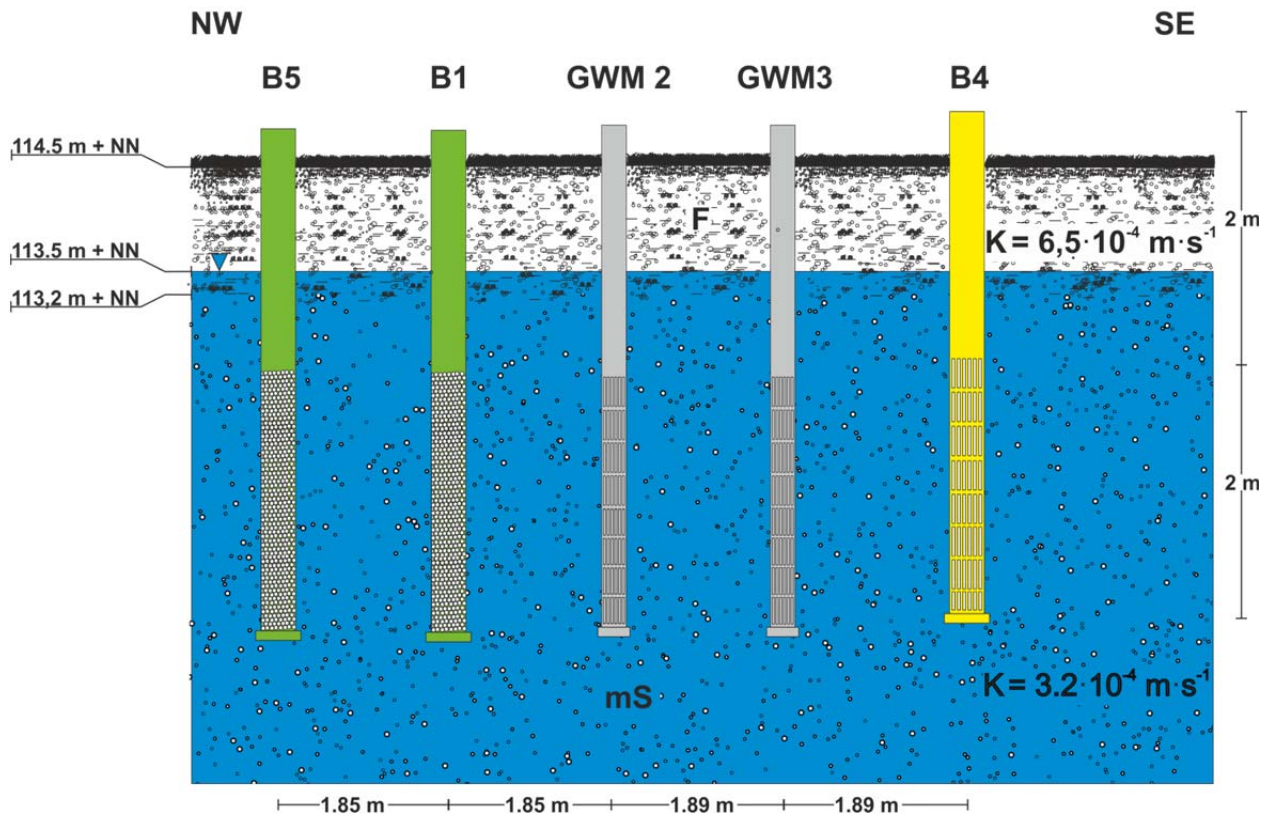 NW
SE
B5
B1
GWM 2
GWM3
B4
114.5 m + NN
F
2 m
K = 6,5·10⁻⁴ m·s⁻¹
113.5 m + NN
113,2 m + NN
2 m
mS
K = 3.2·10⁻⁴ m·s⁻¹
1.85 m
1.85 m
1.89 m
1.89 m